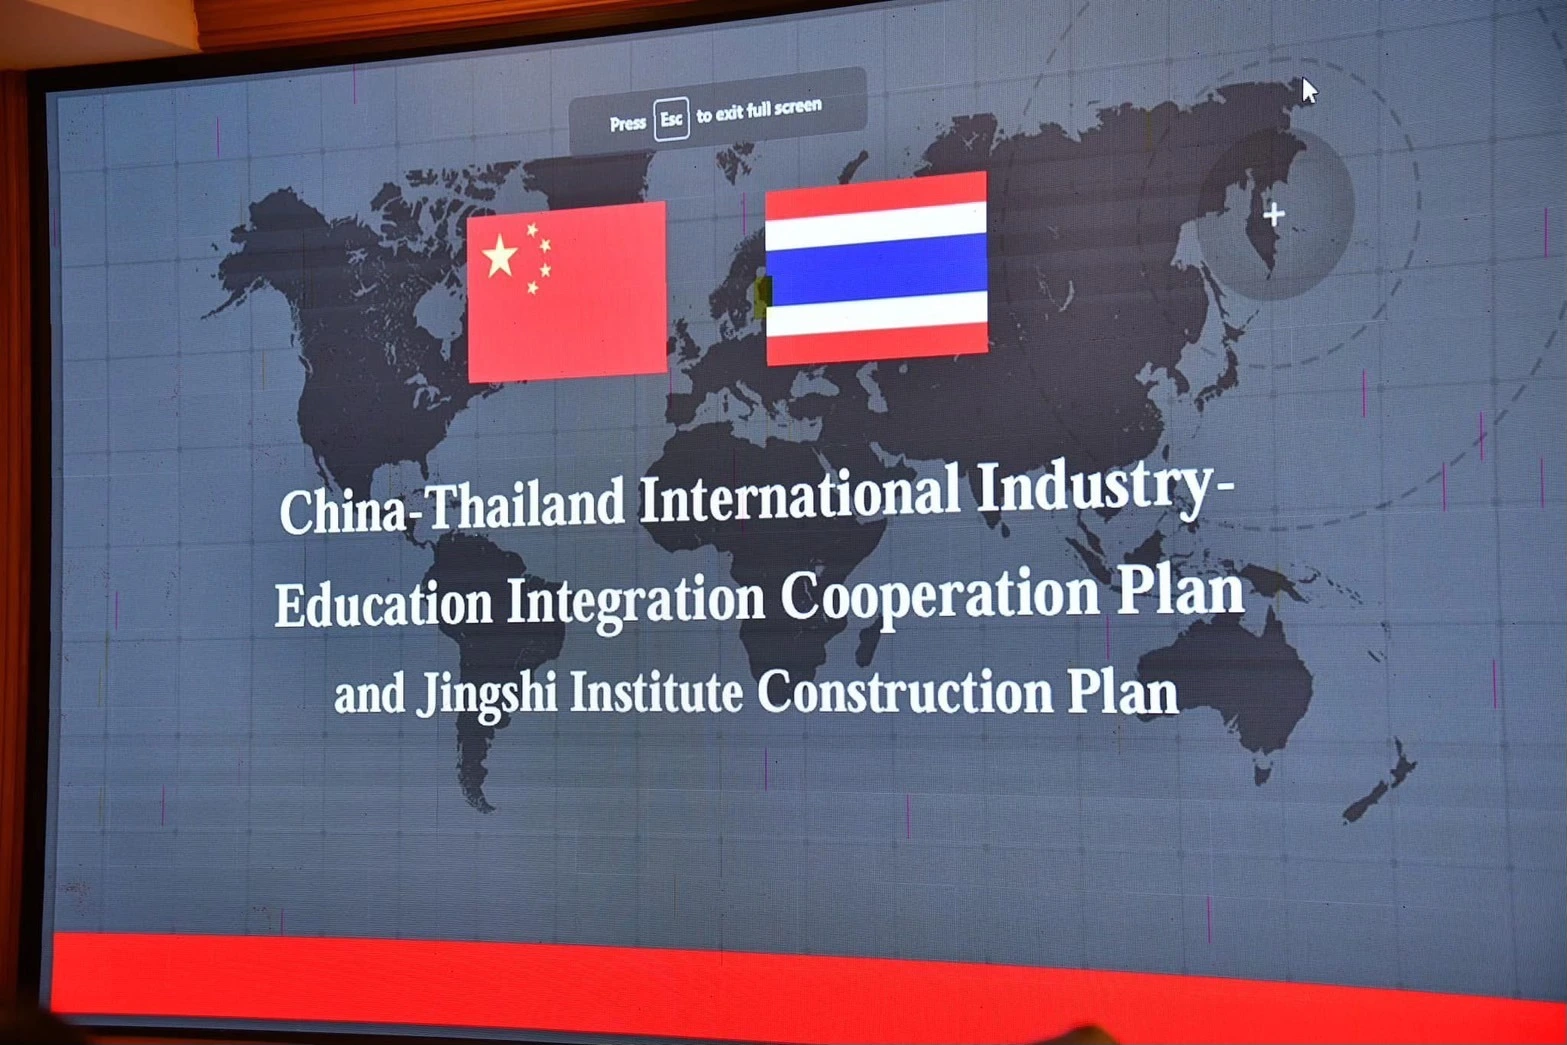 Press Esc to exit full screen
China-Thailand International Industry-
Education Integration Cooperation Plan
and Jingshi Institute Construction Plan